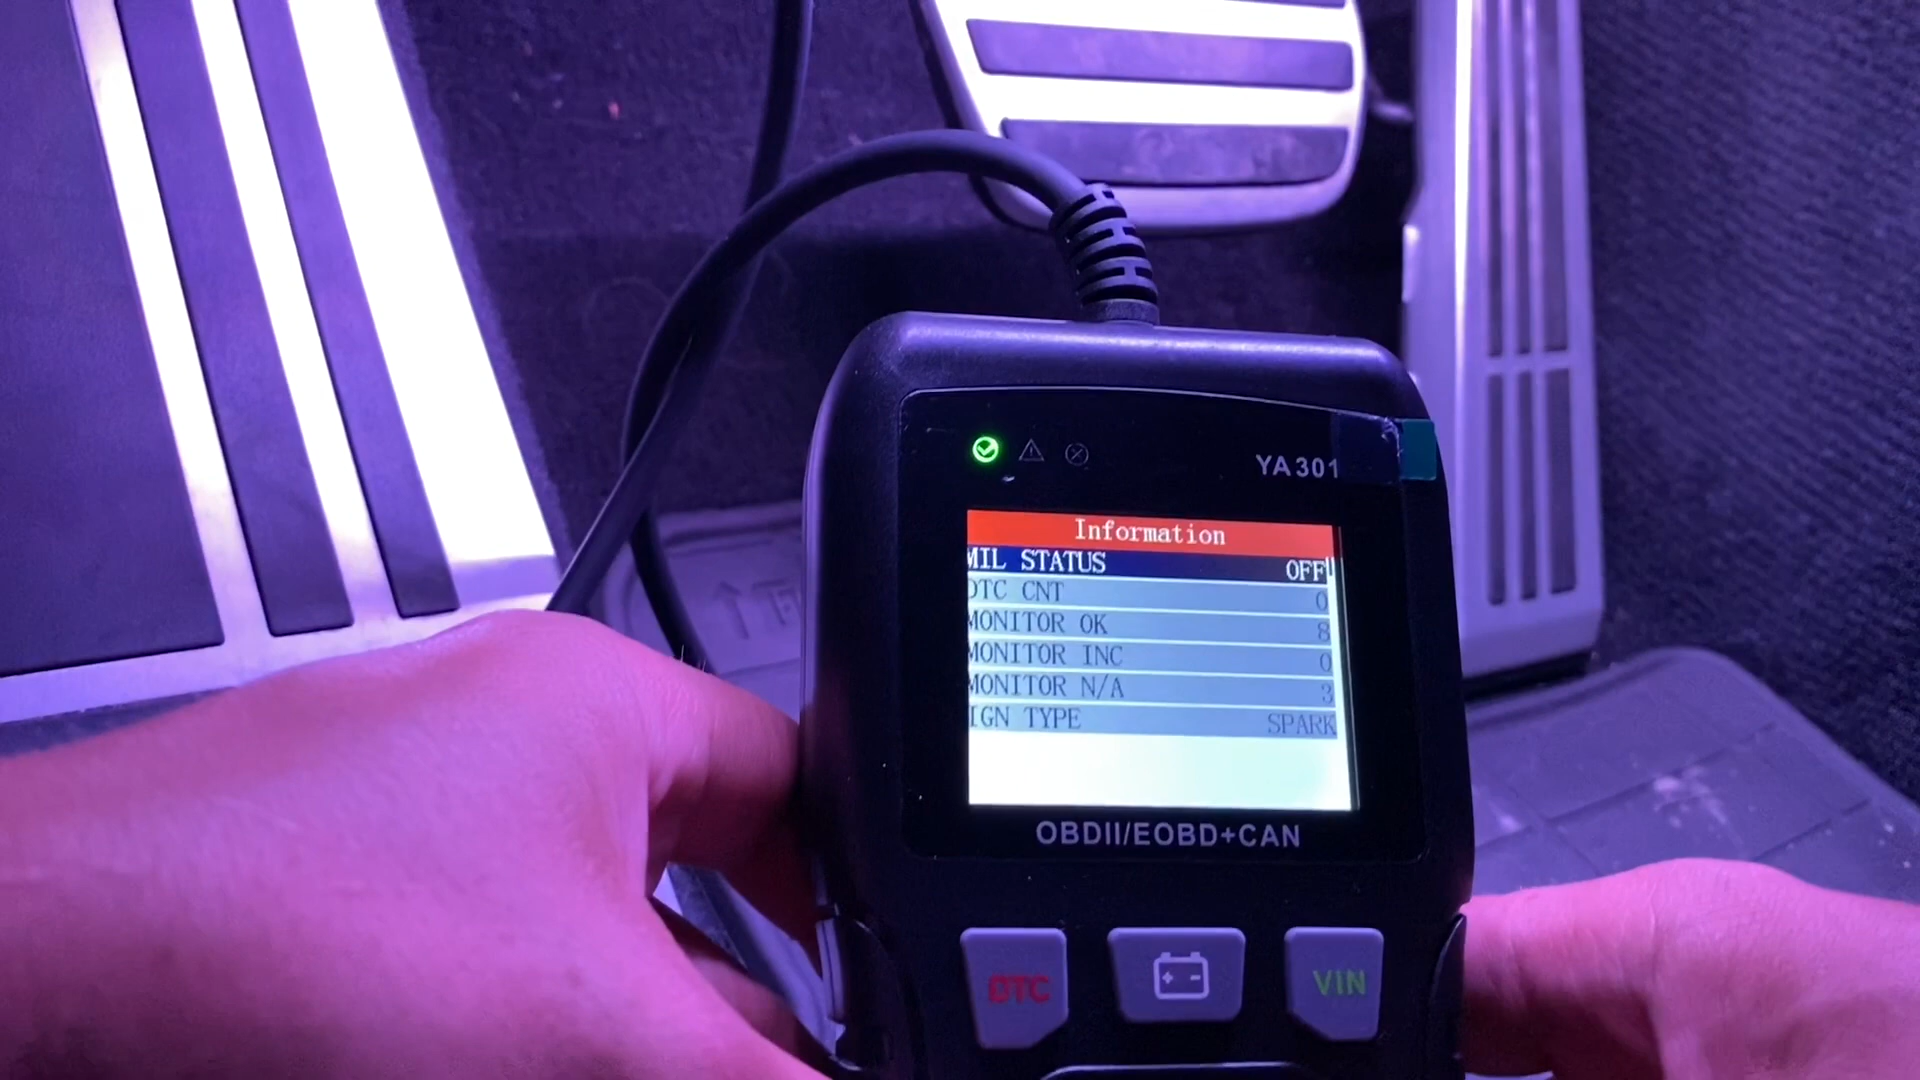 YA301
Information
MIL STATUS OFF
DTC CNT 0
MONITOR OK 8
MONITOR INC 0
MONITOR N/A 3
IGN TYPE SPARK
OBDII/EOBD+CAN
DTC
VIN